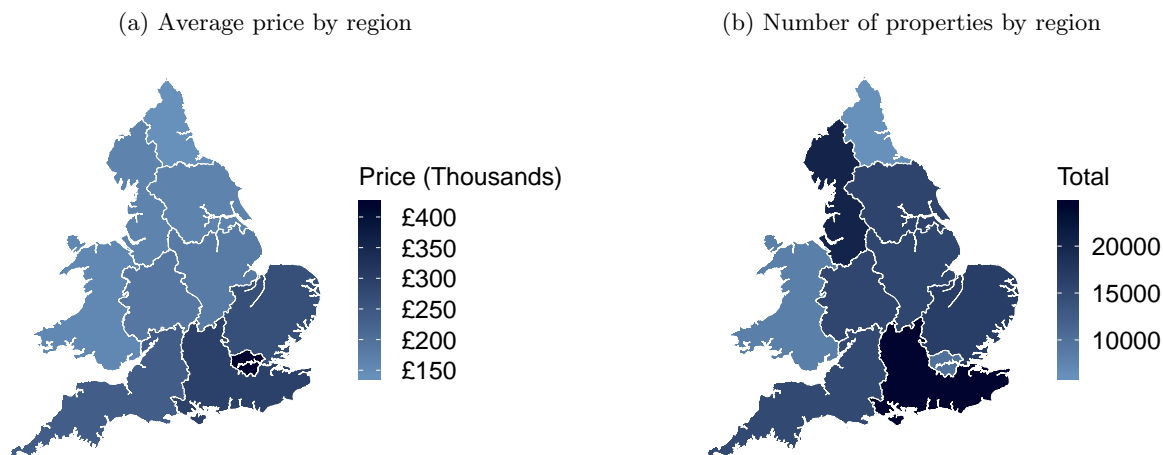 (a) Average price by region
Price (Thousands)
£400
£350
£300
£250
£200
£150
(b) Number of properties by region
Total
20000
15000
10000